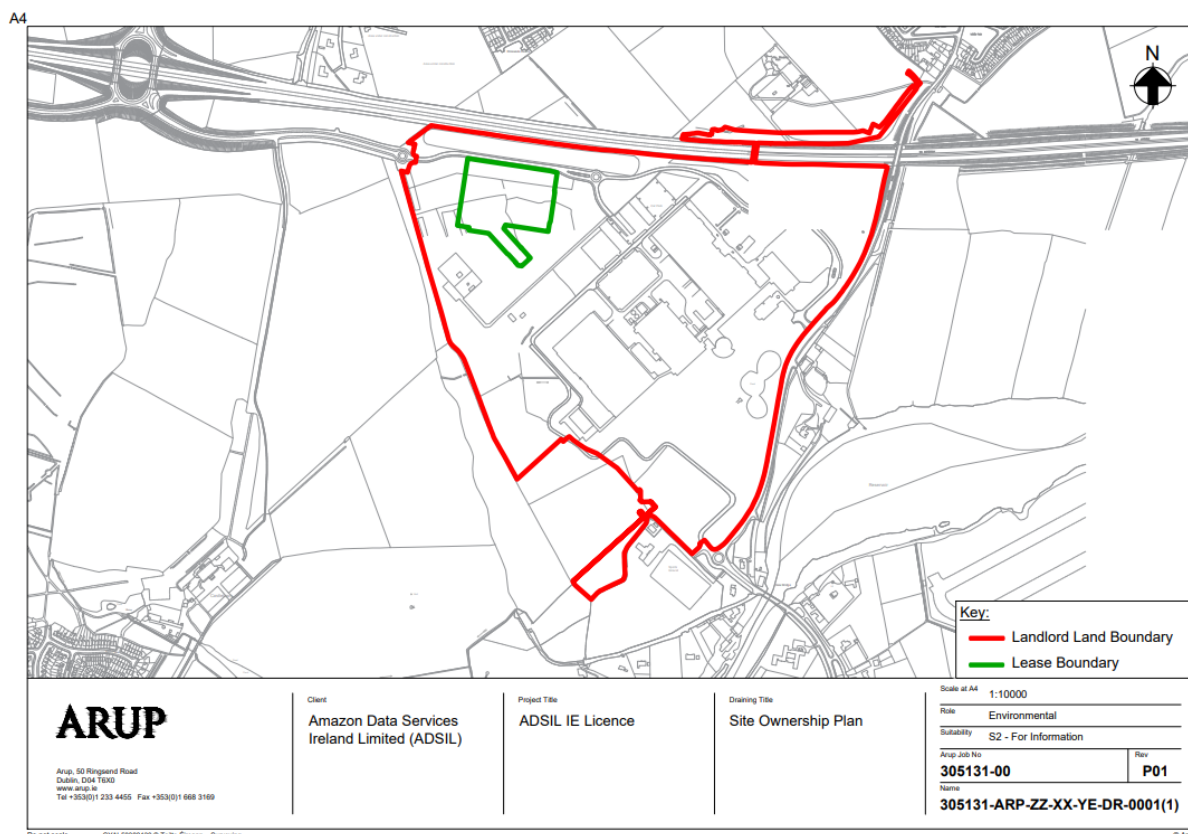 A4
N
Key:
Landlord Land Boundary
Lease Boundary
ARUP
Arup, 50 Ringsend Road
Dublin, D04 T6X0
www.arup.ie
Tel +353(0)1 233 4455 Fax +353(0)1 668 3169
Client
Amazon Data Services
Ireland Limited (ADSIL)
Project Title
ADSIL IE Licence
Draining Title
Site Ownership Plan
Scale at A4 1:10000
Role Environmental
Suitability S2 - For Information
Arup Job No
305131-00
Rev
P01
Name
305131-ARP-ZZ-XX-YE-DR-0001(1)